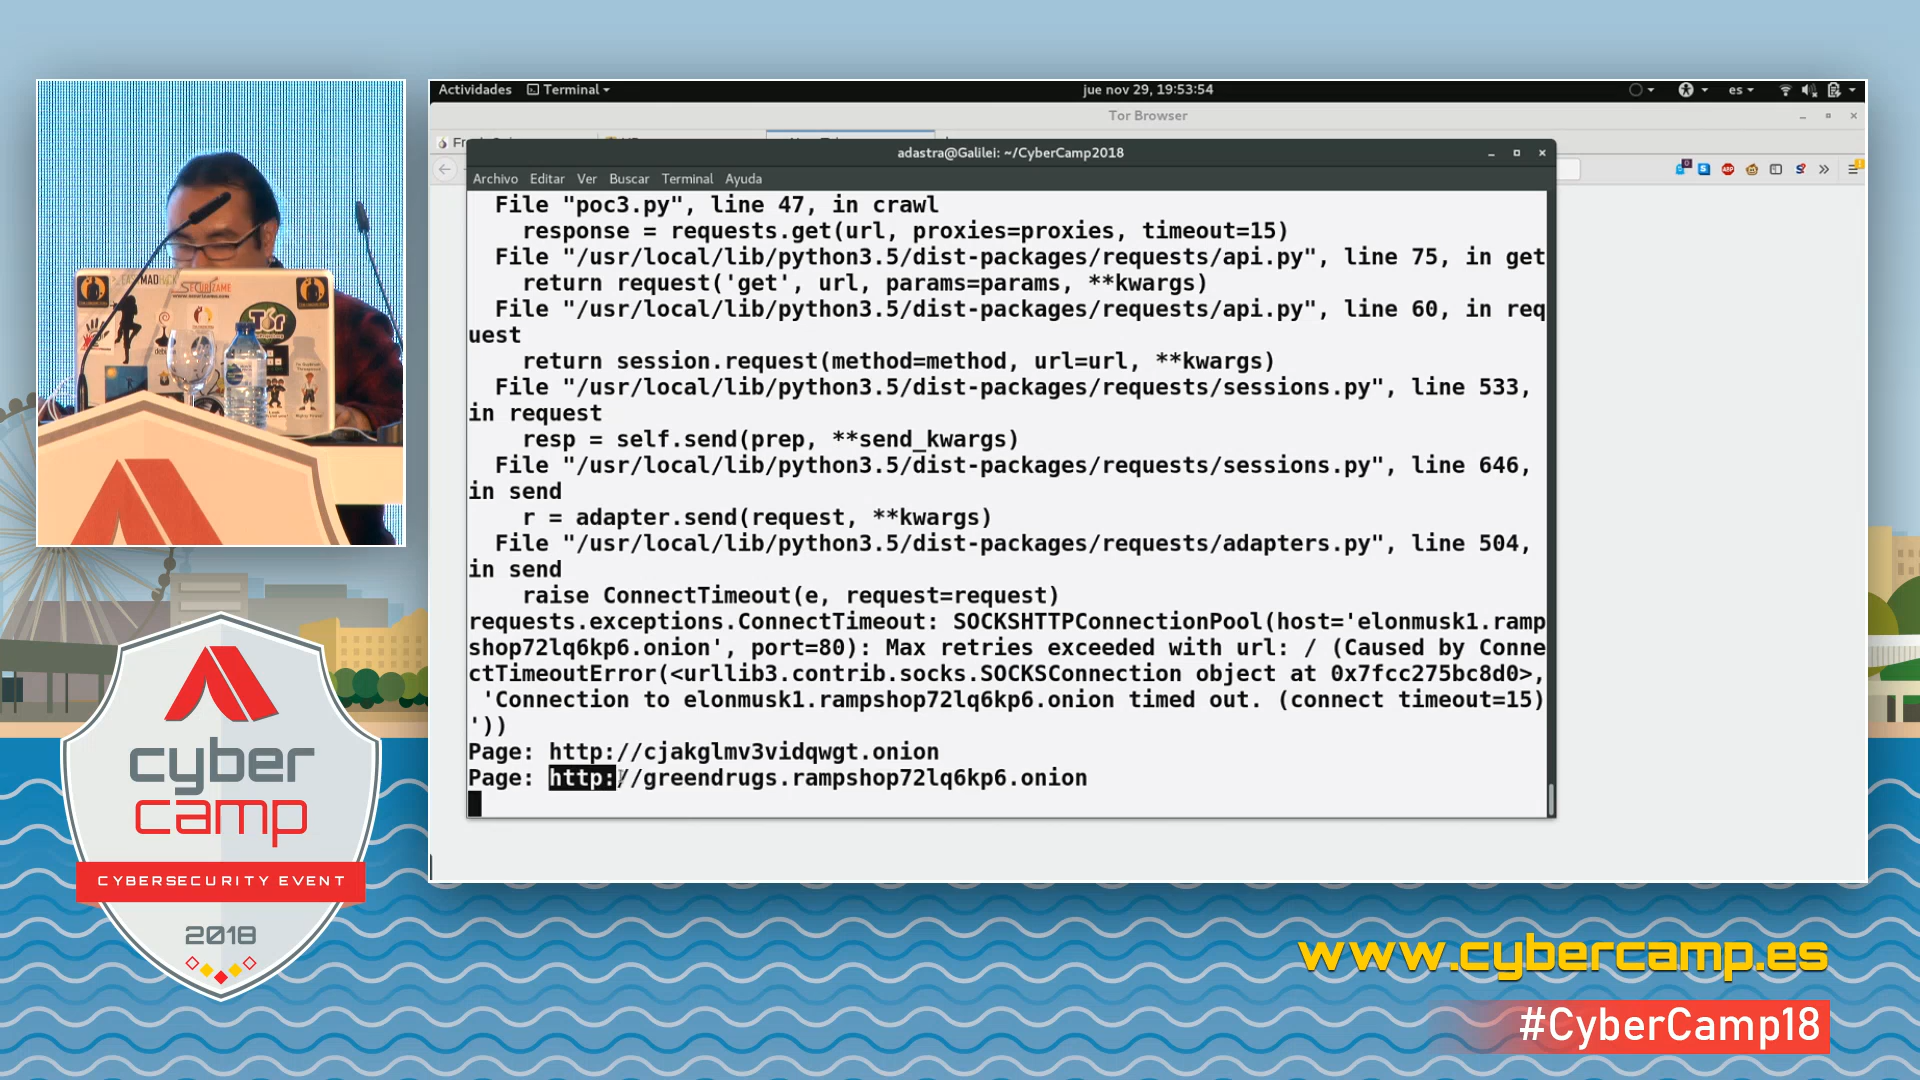 Actividades Terminal jue nov 29, 19:53:54 es
Tor Browser
adastra@Galilei: ~/CyberCamp2018
Archivo Editar Ver Buscar Terminal Ayuda
File "poc3.py", line 47, in crawl
response = requests.get(url, proxies=proxies, timeout=15)
File "/usr/local/lib/python3.5/dist-packages/requests/api.py", line 75, in get
return request('get', url, params=params, **kwargs)
File "/usr/local/lib/python3.5/dist-packages/requests/api.py", line 60, in req
uest
return session.request(method=method, url=url, **kwargs)
File "/usr/local/lib/python3.5/dist-packages/requests/sessions.py", line 533,
in request
resp = self.send(prep, **send_kwargs)
File "/usr/local/lib/python3.5/dist-packages/requests/sessions.py", line 646,
in send
r = adapter.send(request, **kwargs)
File "/usr/local/lib/python3.5/dist-packages/requests/adapters.py", line 504,
in send
raise ConnectTimeout(e, request=request)
requests.exceptions.ConnectTimeout: SOCKSHTTPConnectionPool(host='elonmusk1.ramp
shop72lq6kp6.onion', port=80): Max retries exceeded with url: / (Caused by Conne
ctTimeoutError(<urllib3.contrib.socks.SOCKSConnection object at 0x7fcc275bc8d0>,
'Connection to elonmusk1.rampshop72lq6kp6.onion timed out. (connect timeout=15)
'))
Page: http://cjakglmv3vidqwgt.onion
Page: http://greendrugs.rampshop72lq6kp6.onion
SECURIZAME
Tor
cyber
camp
CYBERSECURITY EVENT
2018
www.cybercamp.es
#CyberCamp18